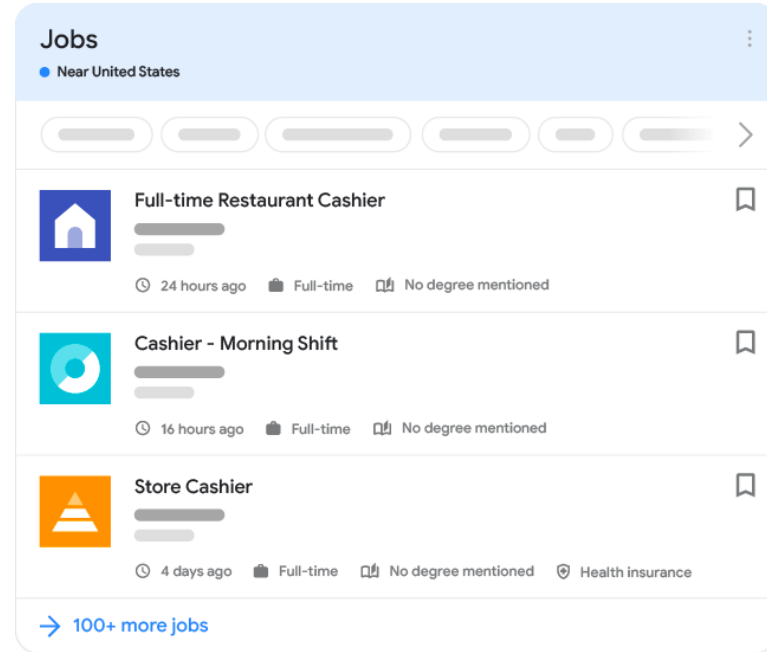 Jobs
Near United States
Full-time Restaurant Cashier
24 hours ago Full-time No degree mentioned
Cashier - Morning Shift
16 hours ago Full-time No degree mentioned
Store Cashier
4 days ago Full-time No degree mentioned Health insurance
100+ more jobs